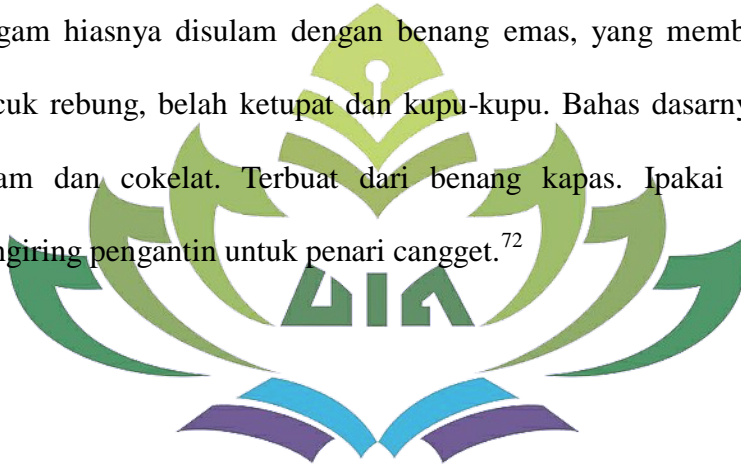 gam hiasnya disulam dengan benang emas, yang memb
cuk rebung, belah ketupat dan kupu-kupu. Bahas dasarny
am dan cokelat. Terbuat dari benang kapas. Ipakai
ngiring pengantin untuk penari cangget.72
UIN